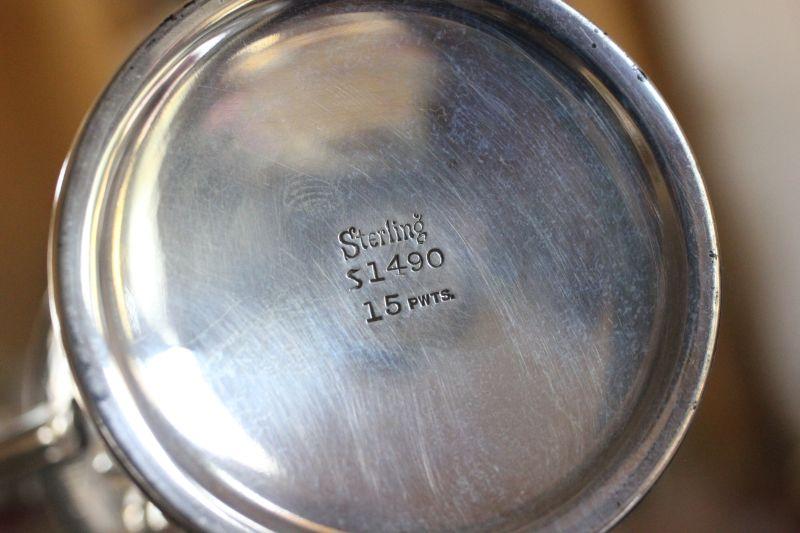 Sterling
S1490
15 PWTS.